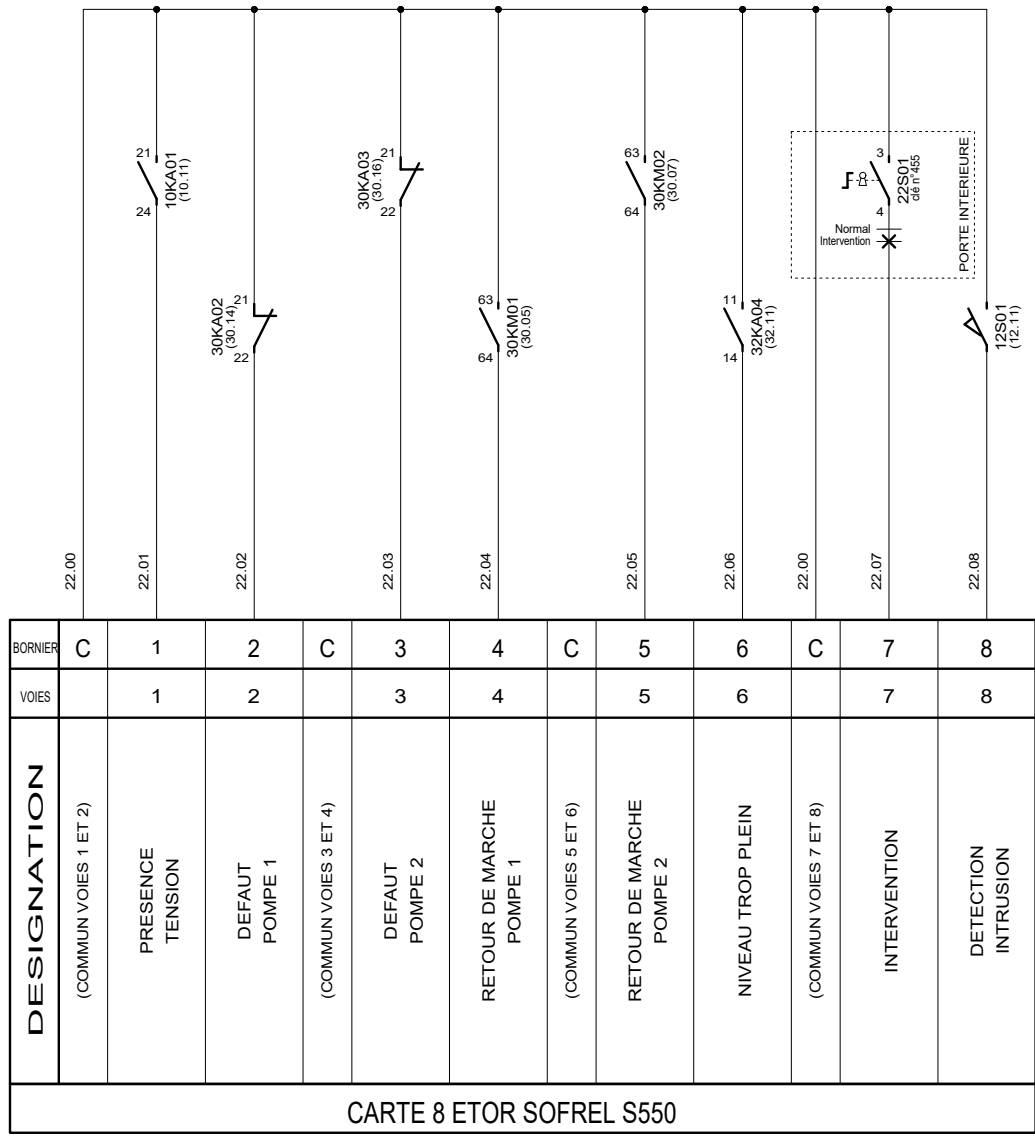 21
10KA01
(10.11)
24
30KA03
(30.16)
21
22
63
30KM02
(30.07)
64
3
22S01
clé n°455
4
Normal
Intervention
PORTE INTERIEURE
30KA02
(30.14)
21
22
63
30KM01
(30.05)
64
11
32KA04
(32.11)
14
12S01
(12.11)
22.00
22.01
22.02
22.03
22.04
22.05
22.06
22.00
22.07
22.08
BORNIER C 1 2 C 3 4 C 5 6 C 7 8
VOIES 1 2 3 4 5 6 7 8
DESIGNATION
(COMMUN VOIES 1 ET 2)
PRESENCE
TENSION
DEFAUT
POMPE 1
(COMMUN VOIES 3 ET 4)
DEFAUT
POMPE 2
RETOUR DE MARCHE
POMPE 1
(COMMUN VOIES 5 ET 6)
RETOUR DE MARCHE
POMPE 2
NIVEAU TROP PLEIN
(COMMUN VOIES 7 ET 8)
INTERVENTION
DETECTION
INTRUSION
CARTE 8 ETOR SOFREL S550